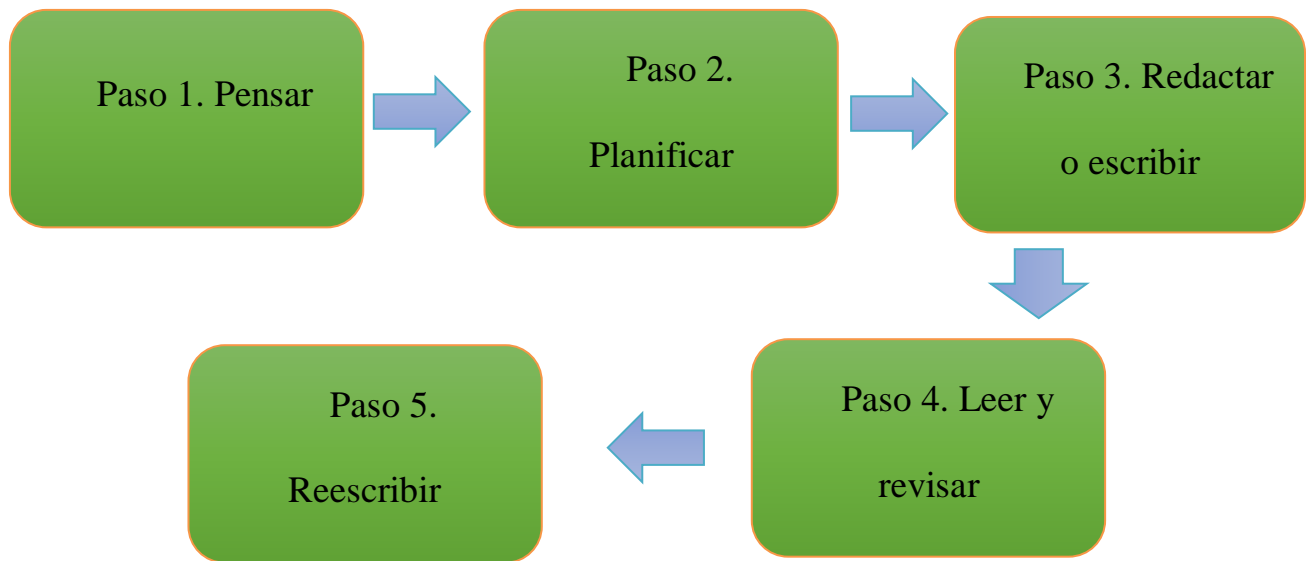 Paso 1. Pensar
Paso 2.
Planificar
Paso 3. Redactar
o escribir
Paso 4. Leer y
revisar
Paso 5.
Reescribir